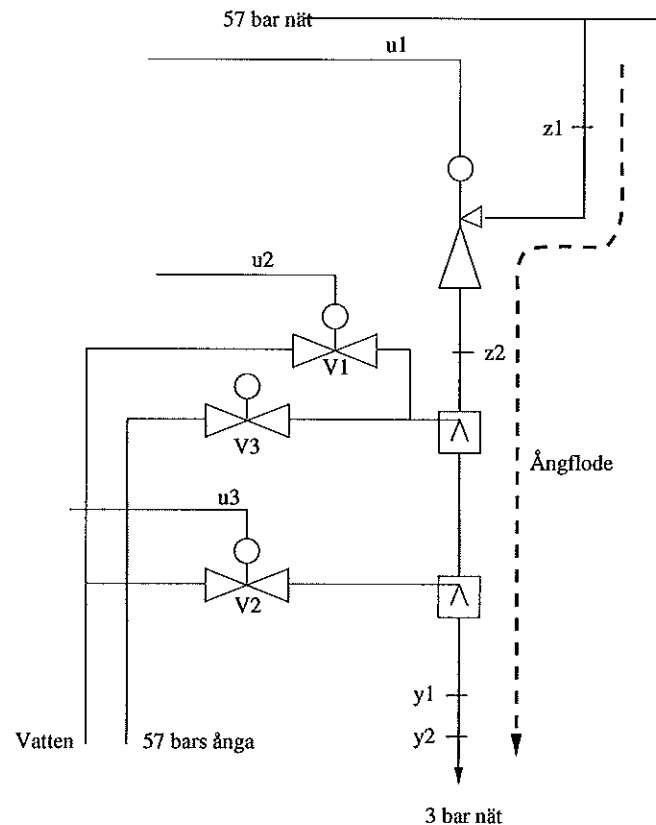 57 bar nät
u1
z1
u2
V1
z2
V3
Ångflode
u3
V2
y1
Vatten
57 bars ånga
y2
3 bar nät